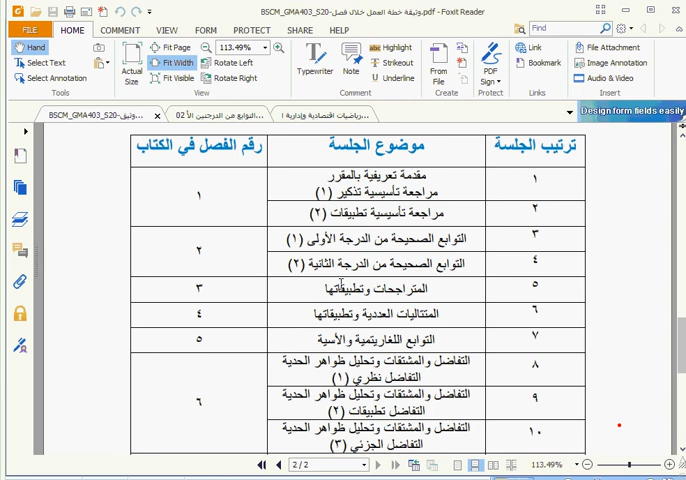 BSCM_GMA403_S20-وثيقة خطة العمل خلال فصل.pdf - Foxit Reader
FILE HOME COMMENT VIEW FORM PROTECT SHARE HELP
Find
Hand
Select Text
Select Annotation
Tools
Actual Size
Fit Page
Fit Width
Fit Visible
113.49%
Rotate Left
Rotate Right
View
Typewriter
Note
Highlight
Strikeout
Underline
Comment
From File
Create
PDF Sign
Protect
Link
Bookmark
File Attachment
Image Annotation
Audio & Video
Links
Insert
Design form fields easily
ترتيب الجلسة موضوع الجلسة رقم الفصل في الكتاب
١ مقدمة تعريفية بالمقرر
مراجعة تأسيسية تذكير (١) ١
٢ مراجعة تأسيسية تطبيقات (٢)
٣ التوابع الصحيحة من الدرجة الأولى (١) ٢
٤ التوابع الصحيحة من الدرجة الثانية (٢)
٥ المتراجحات وتطبيقاتها ٣
٦ المتتاليات العددية وتطبيقاتها ٤
٧ التوابع اللغاريتمية والأسية ٥
٨ التفاضل والمشتقات وتحليل ظواهر الحدية
التفاضل نظري (١) ٦
٩ التفاضل والمشتقات وتحليل ظواهر الحدية
التفاضل تطبيقات (٢)
١٠ التفاضل والمشتقات وتحليل ظواهر الحدية
التفاضل الجزئي (٣)
2 / 2
113.49%